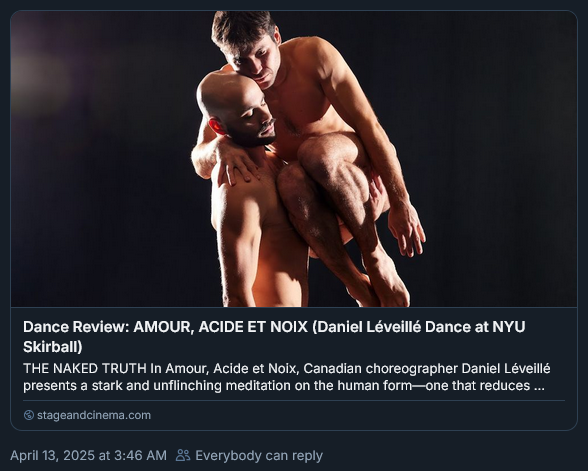 Dance Review: AMOUR, ACIDE ET NOIX (Daniel Léveillé Dance at NYU
Skirball)
THE NAKED TRUTH In Amour, Acide et Noix, Canadian choreographer Daniel Léveillé
presents a stark and unflinching meditation on the human form—one that reduces ...
stageandcinema.com
April 13, 2025 at 3:46 AM Everybody can reply